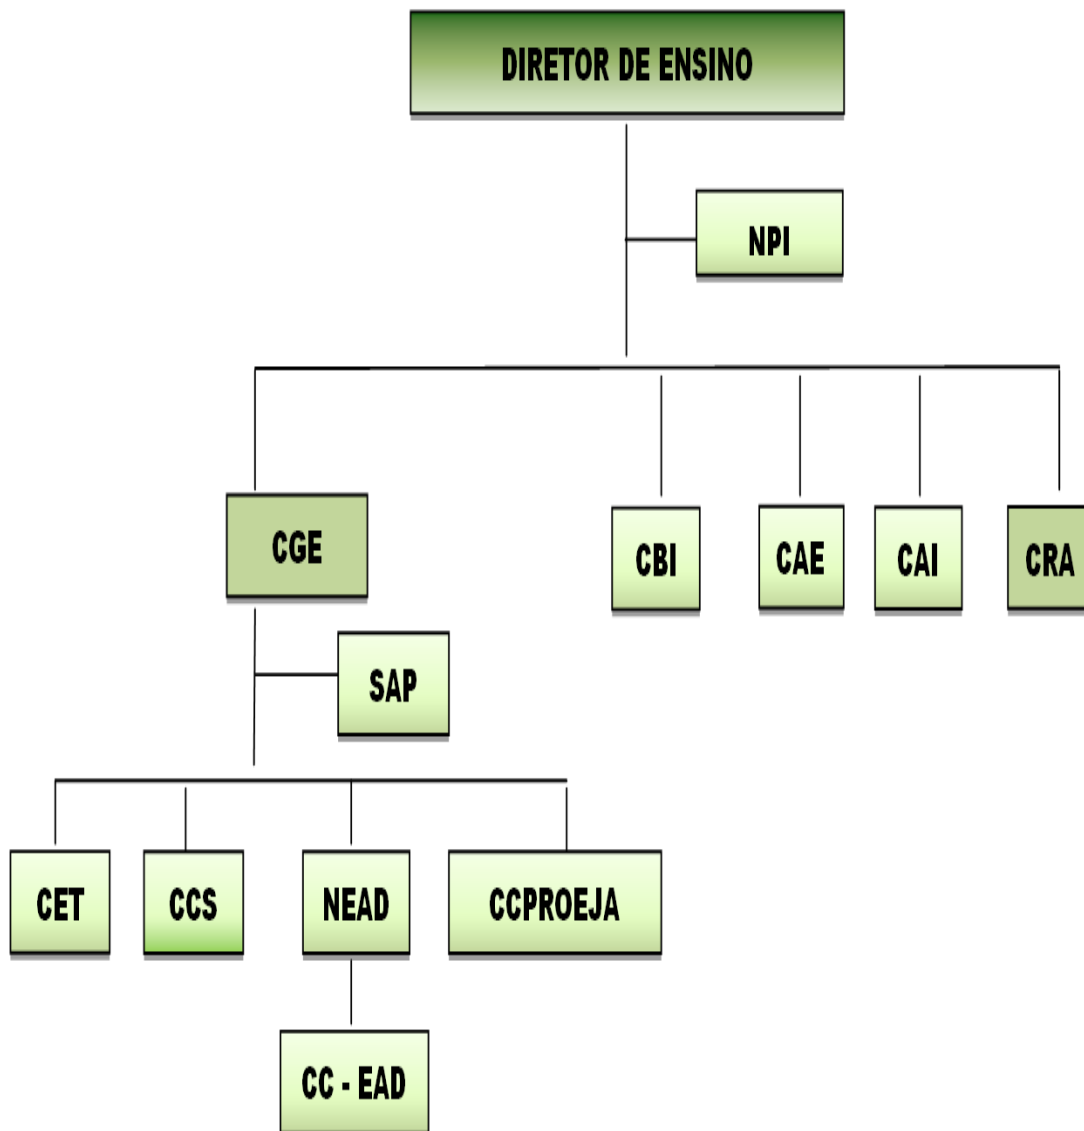 DIRETOR DE ENSINO
NPI
CGE
CBI
CAE
CAI
CRA
SAP
CET
CCS
NEAD
CCPROEJA
CC - EAD